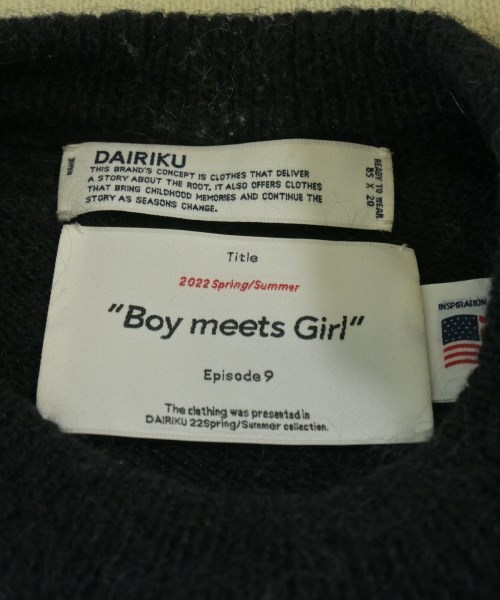 DAIRIKU
THIS BRAND'S CONCEPT IS CLOTHES THAT DELIVER
A STORY ABOUT THE ROOT. IT ALSO OFFERS CLOTHES
THAT BRING CHILDHOOD MEMORIES AND CONTINUE THE
STORY AS SEASONS CHANGE.
READY TO WEAR
85 X 20
Title
2022 Spring/Summer
"Boy meets Girl"
Episode 9
The clothing was presented in
DAIRIKU 22Spring/Summer collection.
INSPIRATION